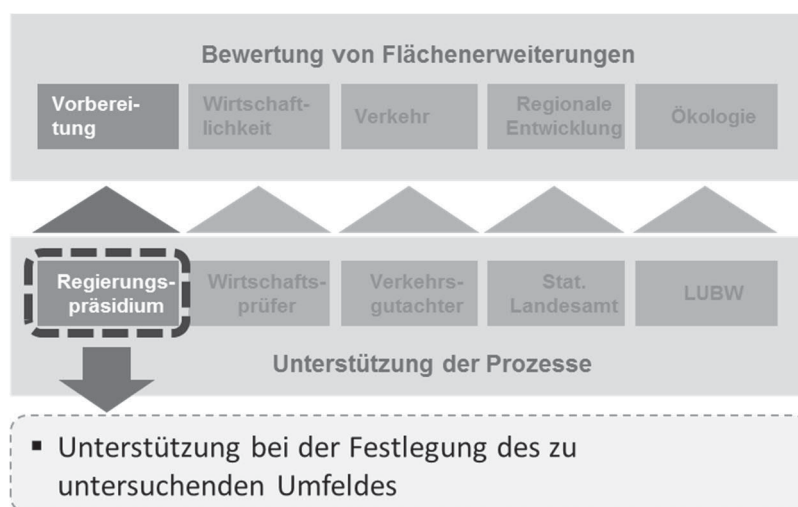 Bewertung von Flächenerweiterungen
Vorberei-
tung
Wirtschaft-
lichkeit
Verkehr
Regionale
Entwicklung
Ökologie
Regierungs-
präsidium
Wirtschafts-
prüfer
Verkehrs-
gutachter
Stat.
Landesamt
LUBW
Unterstützung der Prozesse
▪ Unterstützung bei der Festlegung des zu
untersuchenden Umfeldes